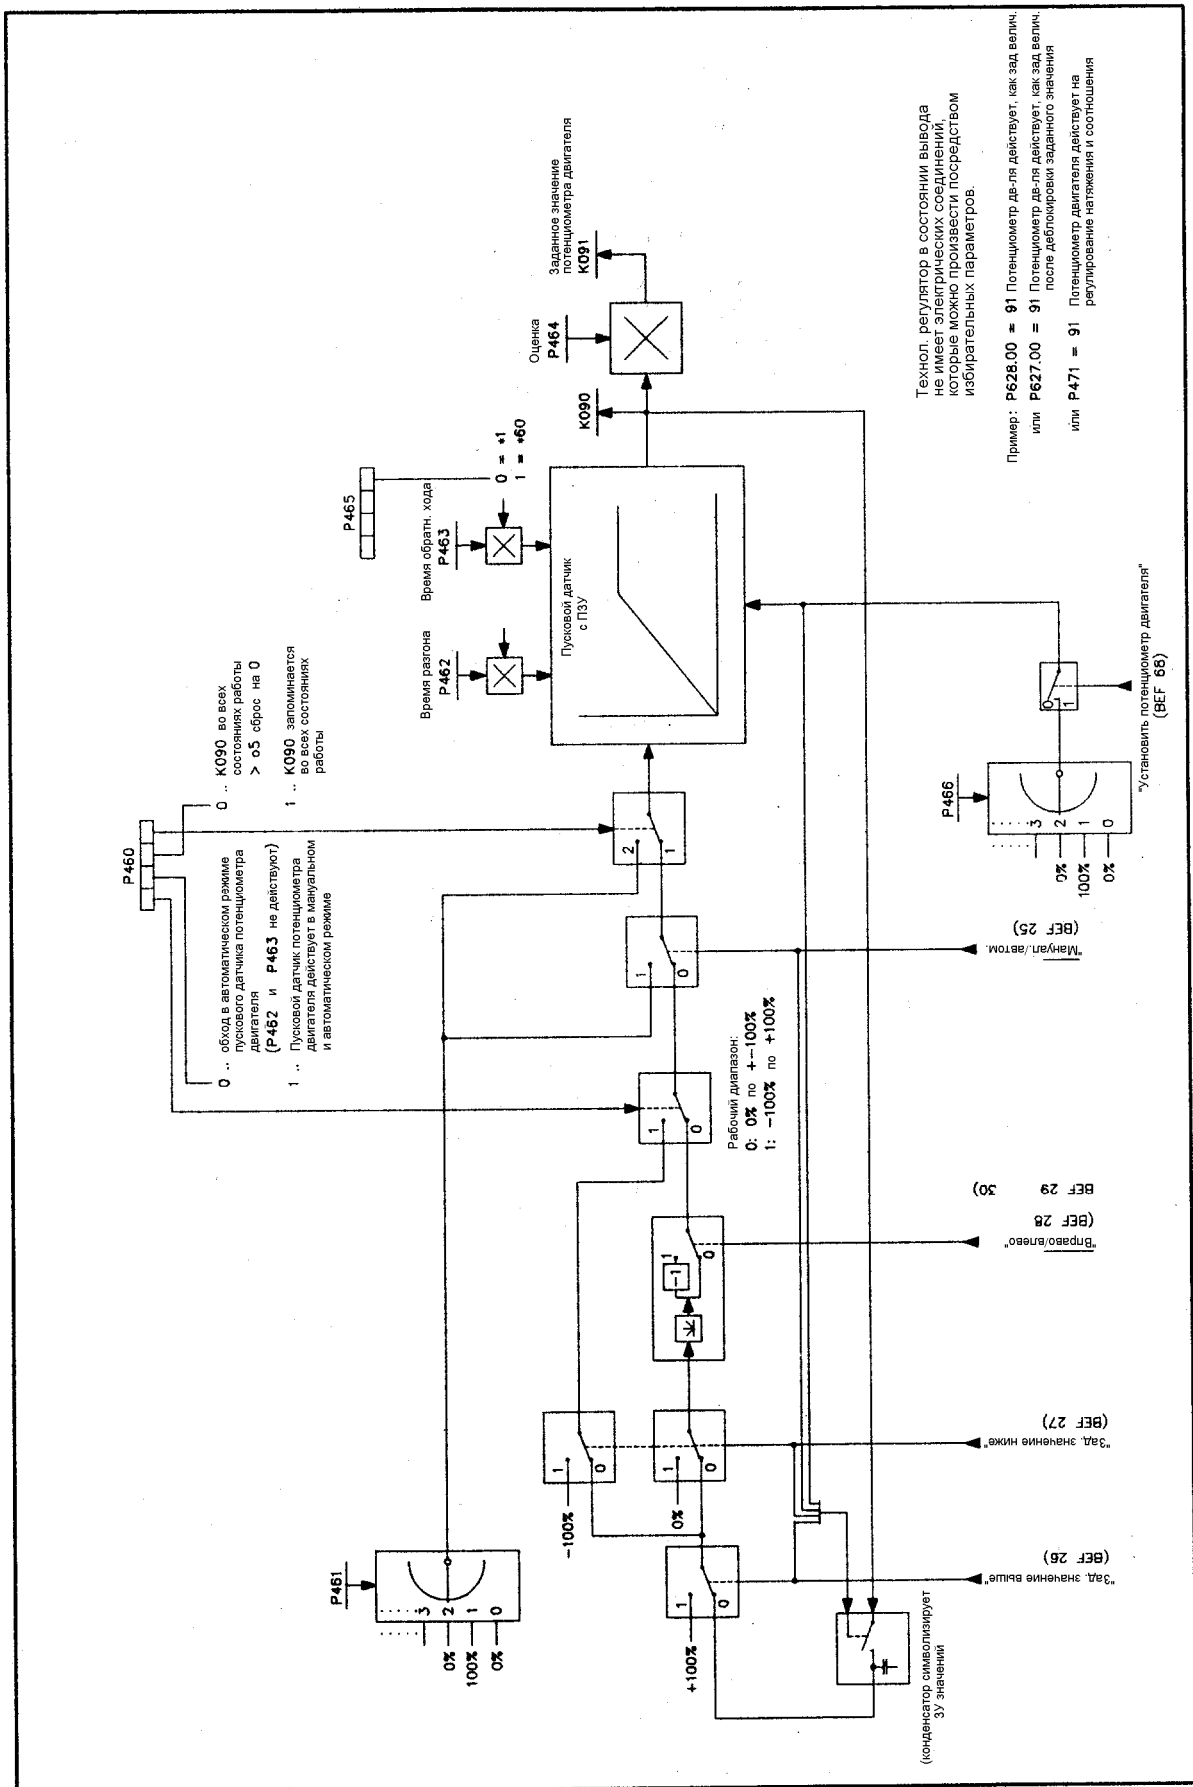 P461
3
2
1
0
0%
100%
0%
P460
0 .. обход в автоматическом режиме
пускового датчика потенциометра
двигателя
(P462 и P463 не действуют)
1 .. Пусковой датчик потенциометра
двигателя действует в мануальном
и автоматическом режиме
0 .. K090 во всех
состояниях работы
> o5 сброс на 0
1 .. K090 запоминается
во всех состояниях
работы
P465
0 = *1
1 = *60
Время разгона
P462
Время обратн. хода
P463
Пусковой датчик
с ПЗУ
K090
Оценка
P464
Заданное значение
потенциометра двигателя
K091
-100%
1
0
0%
1
0
+100%
1
0
-1
1
0
1
0
1
0
2
1
Рабочий диапазон:
0: 0% по +-100%
1: -100% по +100%
(конденсатор символизирует
ЗУ значений
"Зад. значение выше"
(BEF 26)
"Зад. значение ниже"
(BEF 27)
"Вправо/влево"
(BEF 28
BEF 29 30)
"Мануал./автом.
(BEF 25)
P466
3
2
1
0
0%
100%
0%
0
1
"Установить потенциометр двигателя"
(BEF 68)
Технол. регулятор в состоянии вывода
не имеет электрических соединений,
которые можно произвести посредством
избирательных параметров.
Пример: P628.00 = 91 Потенциометр дв-ля действует, как зад велич.
или P627.00 = 91 Потенциометр дв-ля действует, как зад велич.
после деблокировки заданного значения
или P471 = 91 Потенциометр двигателя действует на
регулирование натяжения и соотношения